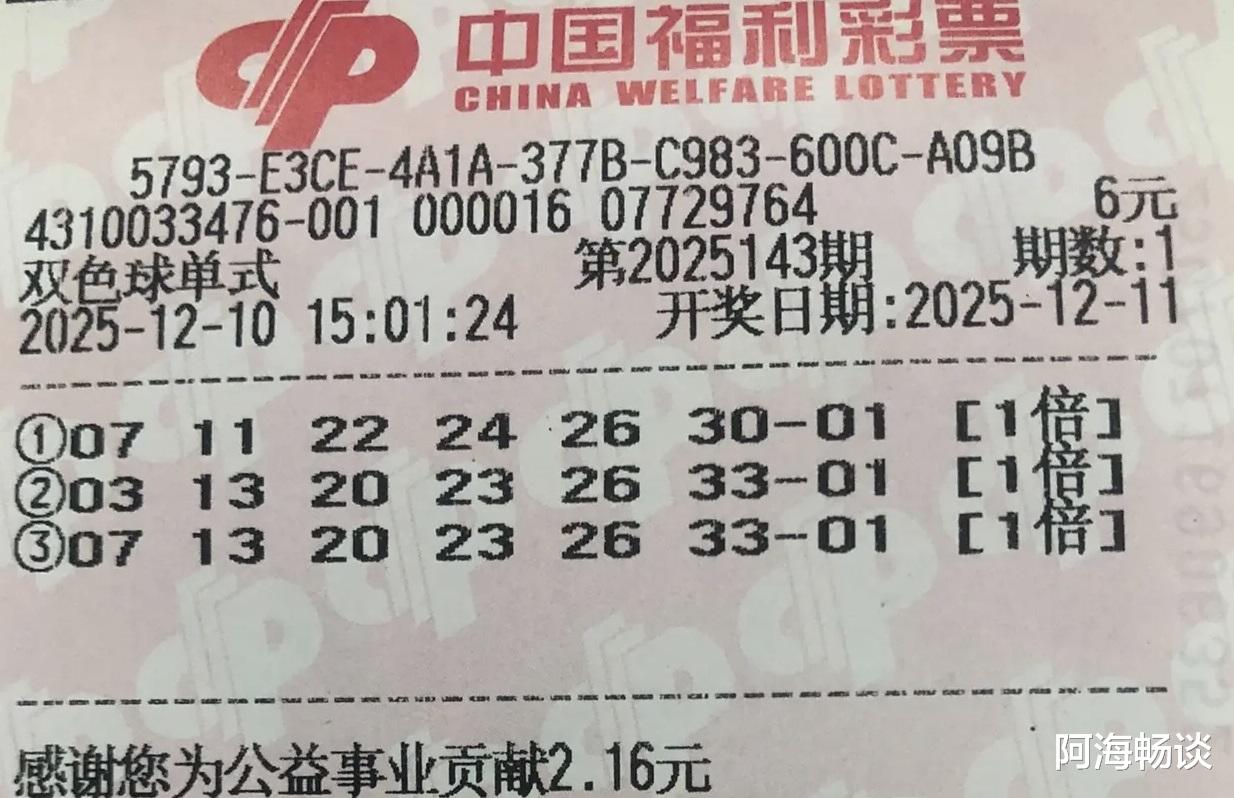 中国福利彩票
CHINA WELFARE LOTTERY
5793-E3CE-4A1A-377B-C983-600C-A09B
4310033476-001 000016 07729764 6元
双色球单式 第2025143期 期数:1
2025-12-10 15:01:24 开奖日期:2025-12-11
①07 11 22 24 26 30-01 [1倍]
②03 13 20 23 26 33-01 [1倍]
③07 13 20 23 26 33-01 [1倍]
感谢您为公益事业贡献2.16元
阿海畅谈